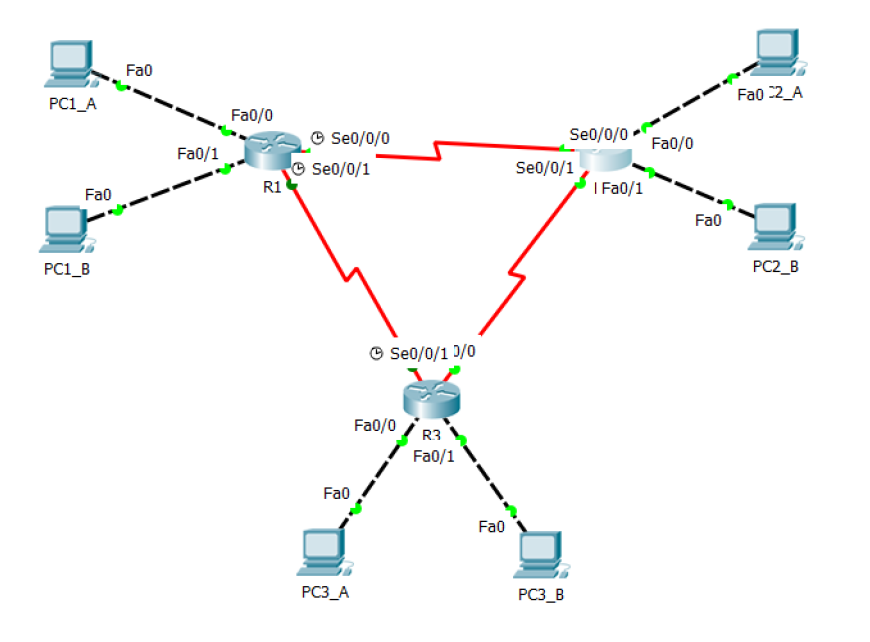 Fa0
PC1_A
Fa0/0
Se0/0/0
Fa0/1
Se0/0/1
R1
Fa0
PC1_B
Se0/0/0
Fa0
C2_A
Fa0/0
Se0/0/1
Fa0/1
Fa0
PC2_B
Se0/0/1
0/0
Fa0/0
R3
Fa0/1
Fa0
PC3_A
Fa0
PC3_B